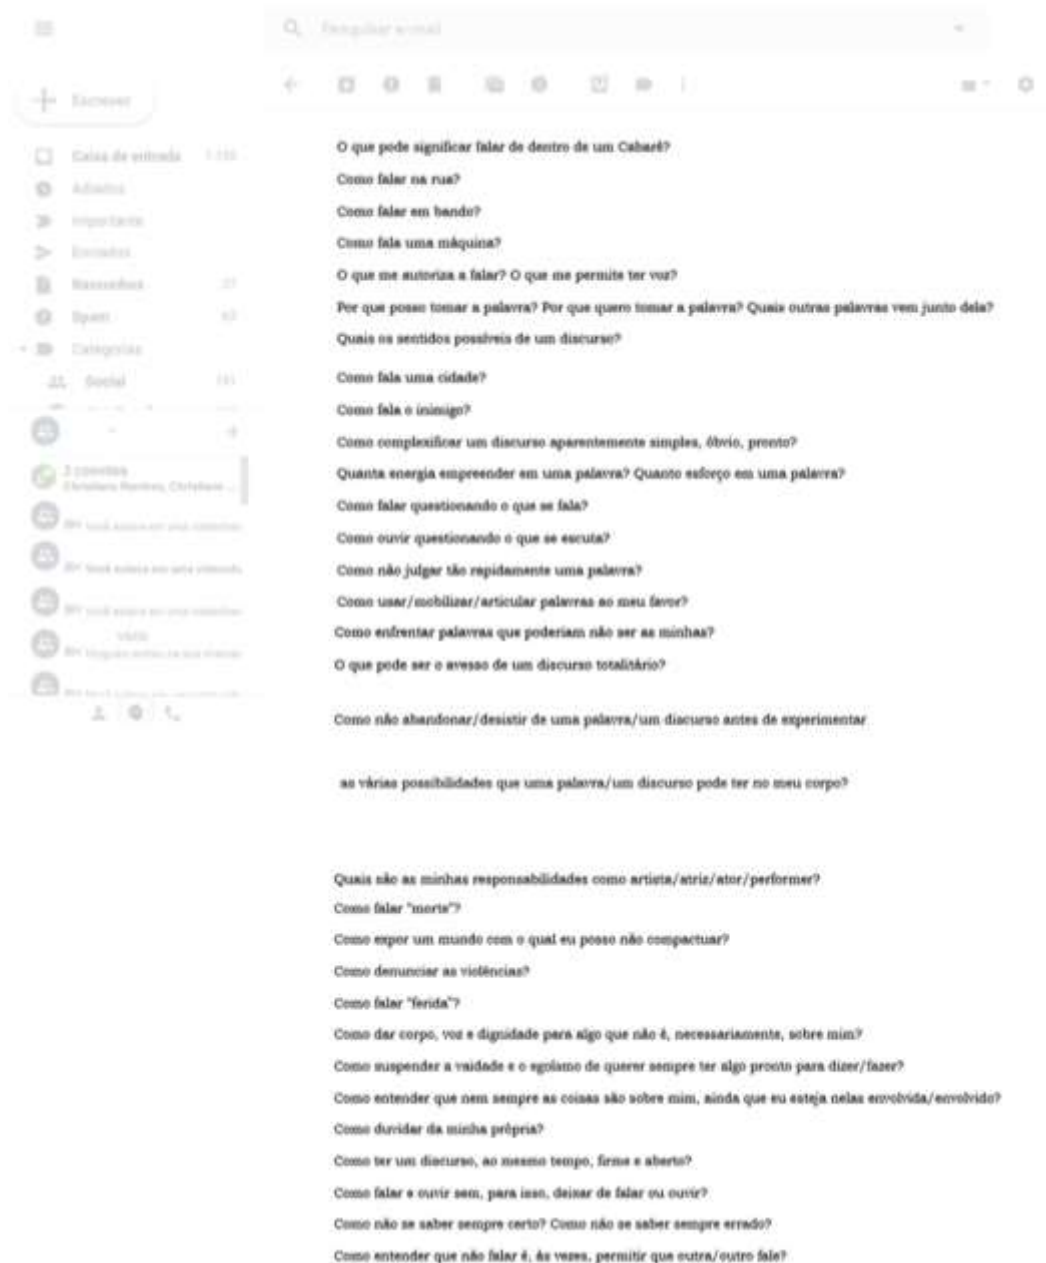 Pesquisar e-mail
Escrever
Caixa de entrada
Adiados
Importante
Enviados
Rascunhos
Spam
Categorias
Social
O que pode significar falar de dentro de um Cabaré?
Como falar na rua?
Como falar em bando?
Como fala uma máquina?
O que me autoriza a falar? O que me permite ter voz?
Por que posso tomar a palavra? Por que quero tomar a palavra? Quais outras palavras vem junto dela?
Quais os sentidos possíveis de um discurso?
Como fala uma cidade?
Como fala o inimigo?
Como complexificar um discurso aparentemente simples, óbvio, pronto?
Quanta energia empreender em uma palavra? Quanto esforço em uma palavra?
Como falar questionando o que se fala?
Como ouvir questionando o que se escuta?
Como não julgar tão rapidamente uma palavra?
Como usar/mobilizar/articular palavras ao meu favor?
Como enfrentar palavras que poderiam não ser as minhas?
O que pode ser o avesso de um discurso totalitário?
Como não abandonar/desistir de uma palavra/um discurso antes de experimentar
as várias possibilidades que uma palavra/um discurso pode ter no meu corpo?
Quais são as minhas responsabilidades como artista/atriz/ator/performer?
Como falar "morte"?
Como expor um mundo com o qual eu posso não compactuar?
Como denunciar as violências?
Como falar "ferida"?
Como dar corpo, voz e dignidade para algo que não é, necessariamente, sobre mim?
Como suspender a vaidade e o egoísmo de querer sempre ter algo pronto para dizer/fazer?
Como entender que nem sempre as coisas são sobre mim, ainda que eu esteja nelas envolvida/envolvido?
Como duvidar da minha própria?
Como ter um discurso, ao mesmo tempo, firme e aberto?
Como falar e ouvir sem, para isso, deixar de falar ou ouvir?
Como não se saber sempre certo? Como não se saber sempre errado?
Como entender que não falar é, às vezes, permitir que outra/outro fale?